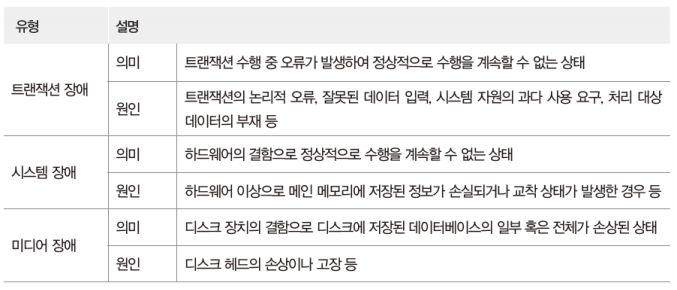 유형 설명
트랜잭션 장애 의미 트랜잭션 수행 중 오류가 발생하여 정상적으로 수행을 계속할 수 없는 상태
원인 트랜잭션의 논리적 오류, 잘못된 데이터 입력, 시스템 자원의 과다 사용 요구, 처리 대상
데이터의 부재 등
시스템 장애 의미 하드웨어의 결함으로 정상적으로 수행을 계속할 수 없는 상태
원인 하드웨어 이상으로 메인 메모리에 저장된 정보가 손실되거나 교착 상태가 발생한 경우 등
미디어 장애 의미 디스크 장치의 결함으로 디스크에 저장된 데이터베이스의 일부 혹은 전체가 손상된 상태
원인 디스크 헤드의 손상이나 고장 등